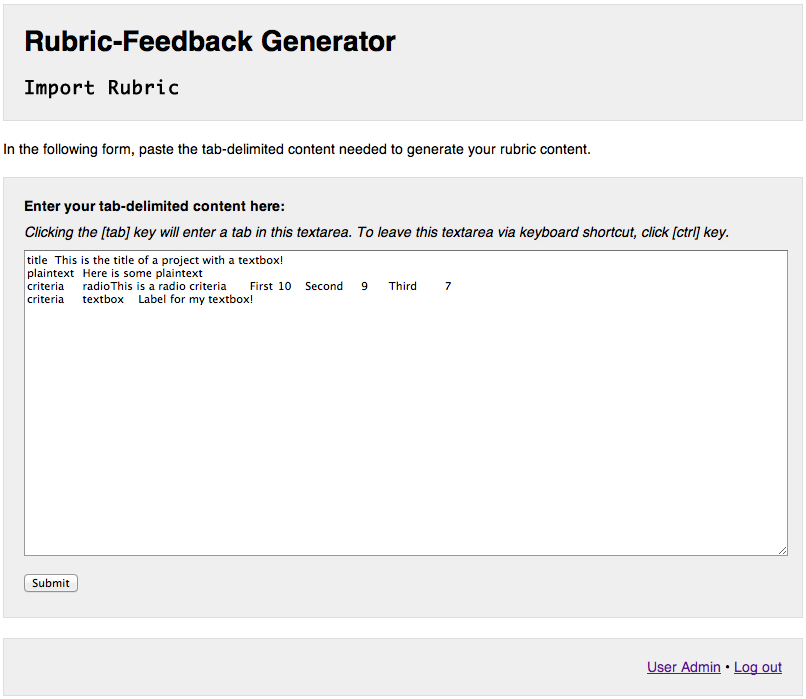 Rubric-Feedback Generator
Import Rubric
In the following form, paste the tab-delimited content needed to generate your rubric content.
Enter your tab-delimited content here:
Clicking the [tab] key will enter a tab in this textarea. To leave this textarea via keyboard shortcut, click [ctrl] key.
title	This is the title of a project with a textbox!
plaintext	Here is some plaintext
criteria	radioThis is a radio criteria	First	10	Second	9	Third	7
criteria	textbox	Label for my textbox!
Submit
User Admin • Log out